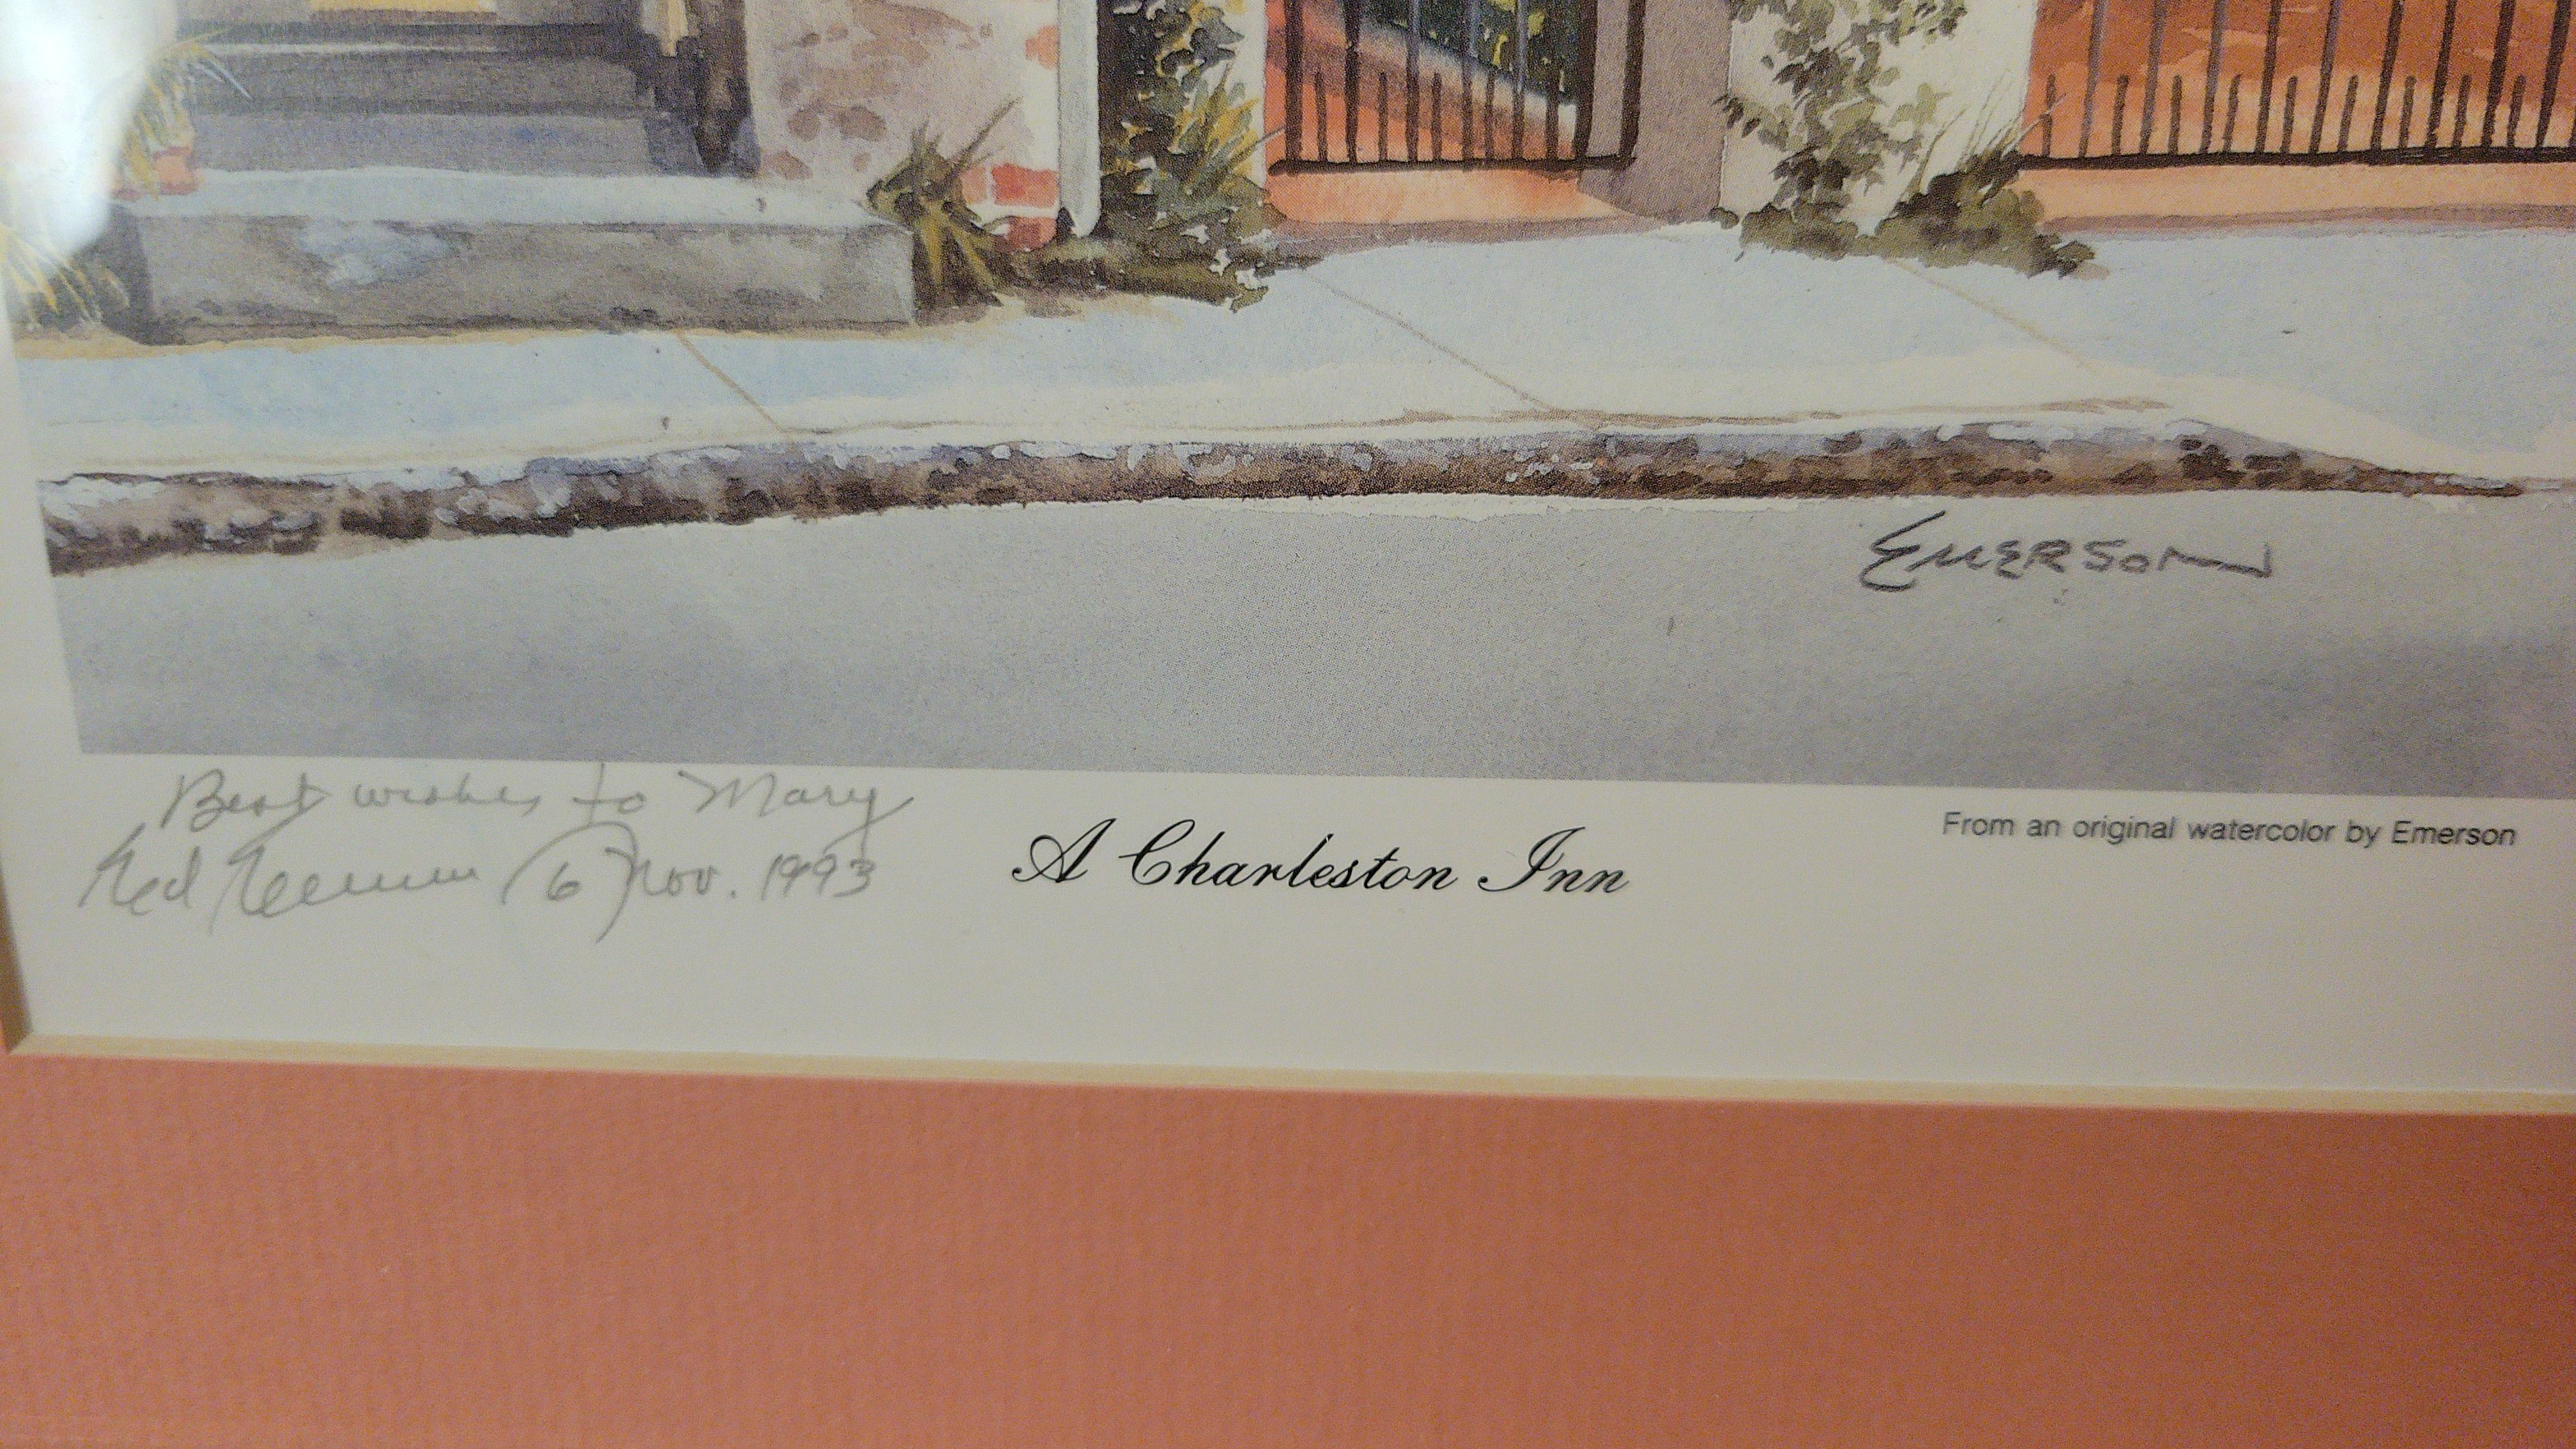 EMERSON
Best wishes to Mary
6 Nov. 1993
A Charleston Inn
From an original watercolor by Emerson